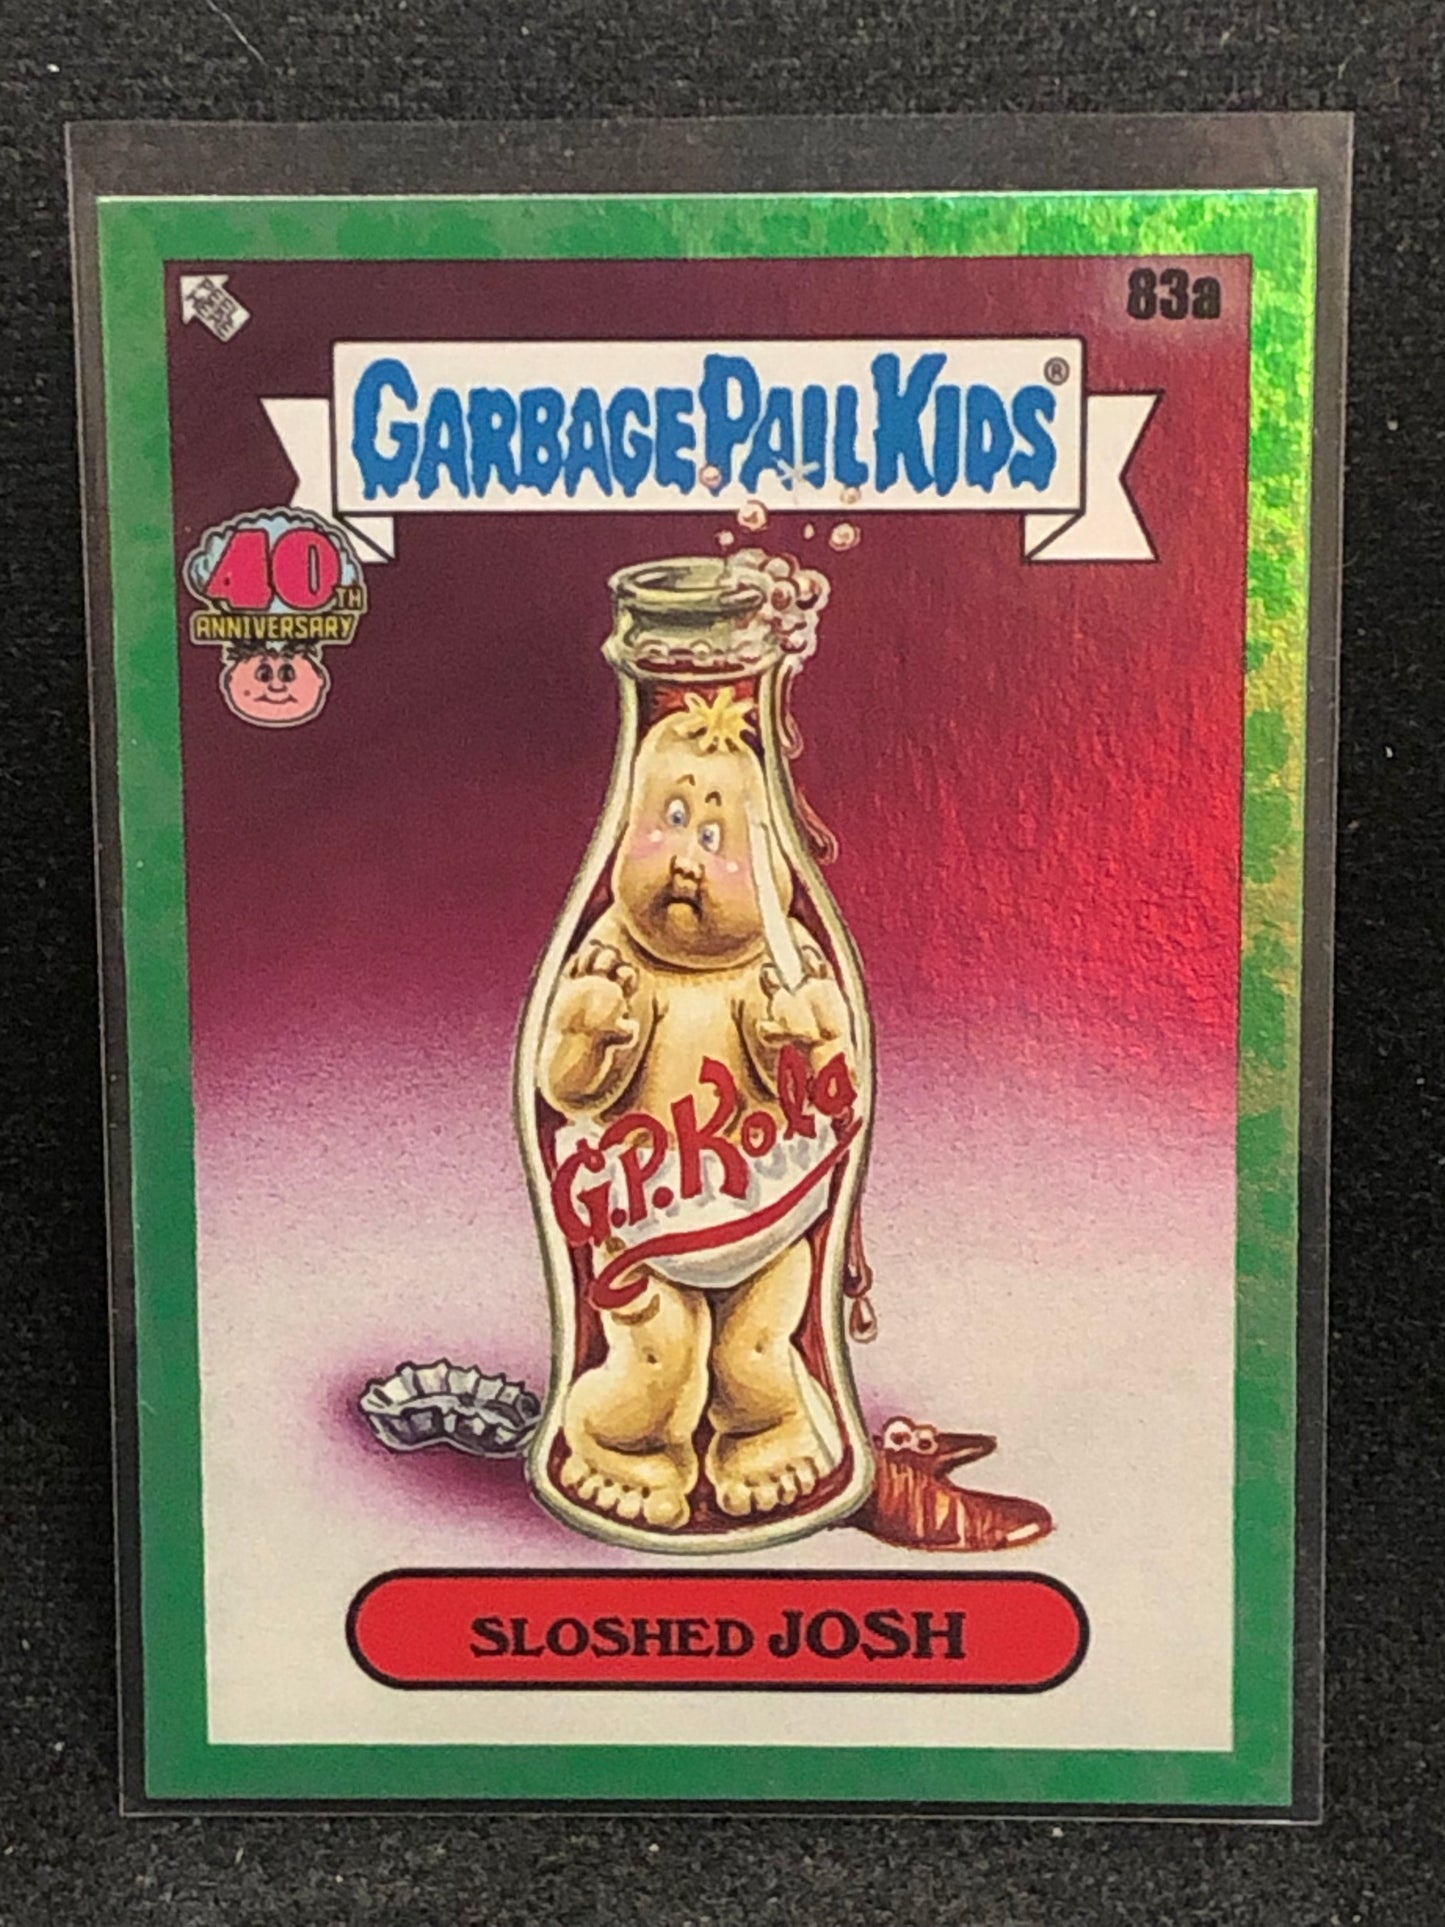 83a
GARBAGE PAIL KIDS®
40TH
ANNIVERSARY
G.P. Kola
SLOSHED JOSH